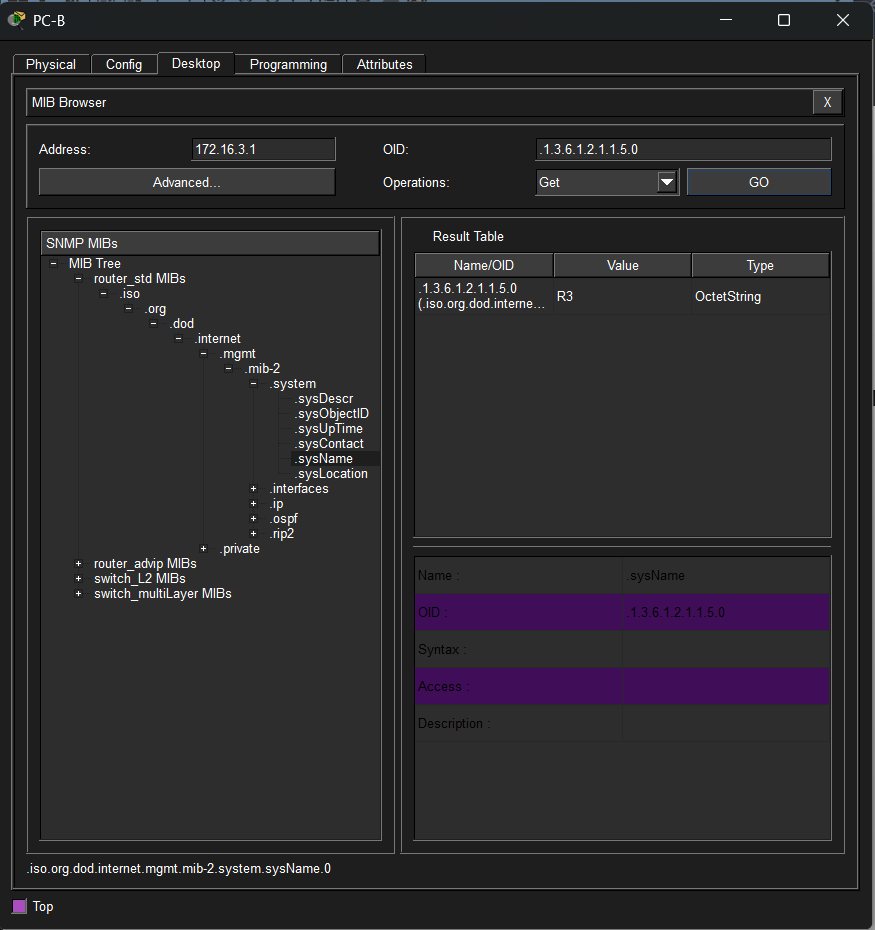 PC-B
Physical Config Desktop Programming Attributes
MIB Browser X
Address: 172.16.3.1 OID: .1.3.6.1.2.1.1.5.0
Advanced... Operations: Get GO
SNMP MIBs
MIB Tree
router_std MIBs
.iso
.org
.dod
.internet
.mgmt
.mib-2
.system
.sysDescr
.sysObjectID
.sysUpTime
.sysContact
.sysName
.sysLocation
.interfaces
.ip
.ospf
.rip2
.private
router_advip MIBs
switch_L2 MIBs
switch_multiLayer MIBs
Result Table
Name/OID Value Type
.1.3.6.1.2.1.1.5.0
(.iso.org.dod.interne... R3 OctetString
Name : .sysName
OID : .1.3.6.1.2.1.1.5.0
Syntax :
Access :
Description :
.iso.org.dod.internet.mgmt.mib-2.system.sysName.0
Top